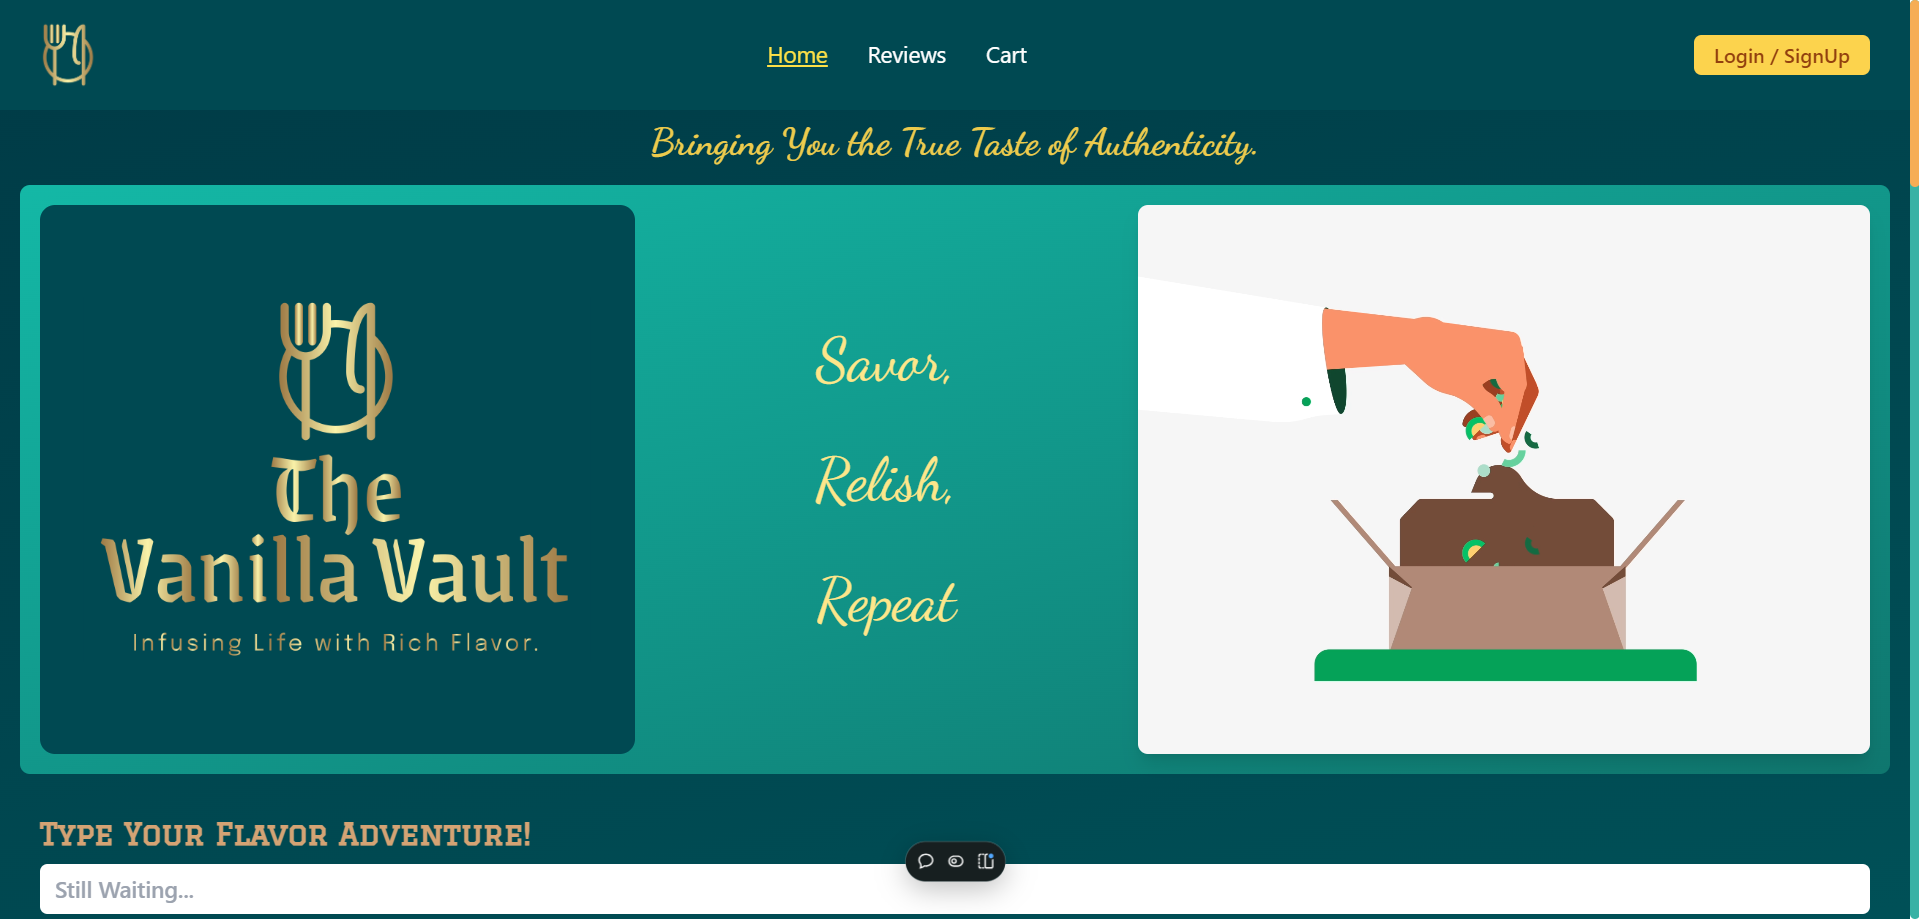 Home Reviews Cart Login / SignUp
Bringing You the True Taste of Authenticity.
The
Vanilla Vault
Infusing Life with Rich Flavor.
Savor,
Relish,
Repeat
Type Your Flavor Adventure!
Still Waiting...